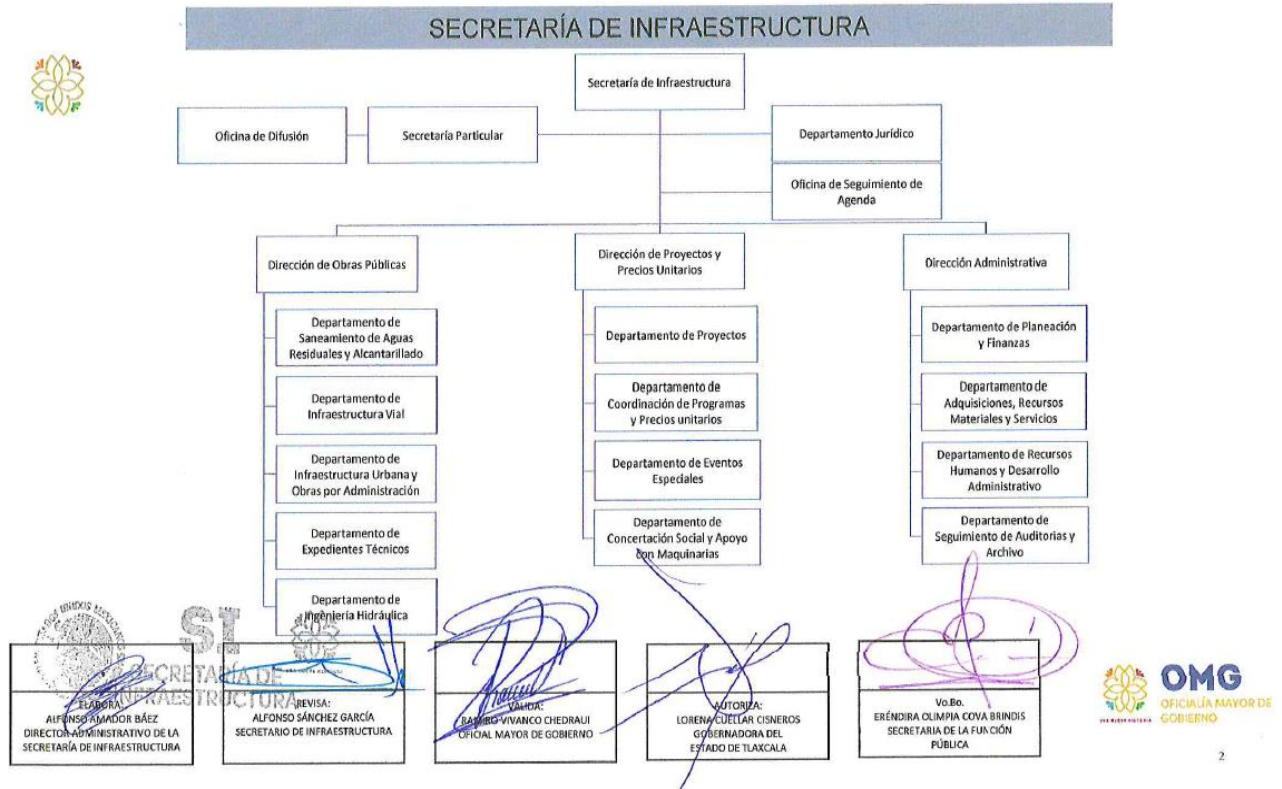 SECRETARÍA DE INFRAESTRUCTURA
Secretaría de Infraestructura
Oficina de Difusión
Secretaría Particular
Departamento Jurídico
Oficina de Seguimiento de
Agenda
Dirección de Obras Públicas
Departamento de
Saneamiento de Aguas
Residuales y Alcantarillado
Departamento de
Infraestructura Vial
Departamento de
Infraestructura Urbana y
Obras por Administración
Departamento de
Expedientes Técnicos
Departamento de
Ingeniería Hidráulica
Dirección de Proyectos y
Precios Unitarios
Departamento de Proyectos
Departamento de
Coordinación de Programas
y Precios unitarios
Departamento de Eventos
Especiales
Departamento de
Concertación Social y Apoyo
con Maquinarias
Dirección Administrativa
Departamento de Planeación
y Finanzas
Departamento de
Adquisiciones, Recursos
Materiales y Servicios
Departamento de Recursos
Humanos y Desarrollo
Administrativo
Departamento de
Seguimiento de Auditorias y
Archivo
SI
SECRETARÍA DE
INFRAESTRUCTURA
ELABORA:
ALFONSO AMADOR BÁEZ
DIRECTOR ADMINISTRATIVO DE LA
SECRETARÍA DE INFRAESTRUCTURA
REVISA:
ALFONSO SÁNCHEZ GARCÍA
SECRETARIO DE INFRAESTRUCTURA
VALIDA:
RAMIRO VIVANCO CHEDRAUI
OFICIAL MAYOR DE GOBIERNO
AUTORIZA:
LORENA CUELLAR CISNEROS
GOBERNADORA DEL
ESTADO DE TLAXCALA
Vo.Bo.
ERÉNDIRA OLIMPIA COVA BRINDIS
SECRETARIA DE LA FUNCIÓN
PÚBLICA
OMG
OFICIALÍA MAYOR DE
GOBIERNO
UNA NUEVA HISTORIA
2